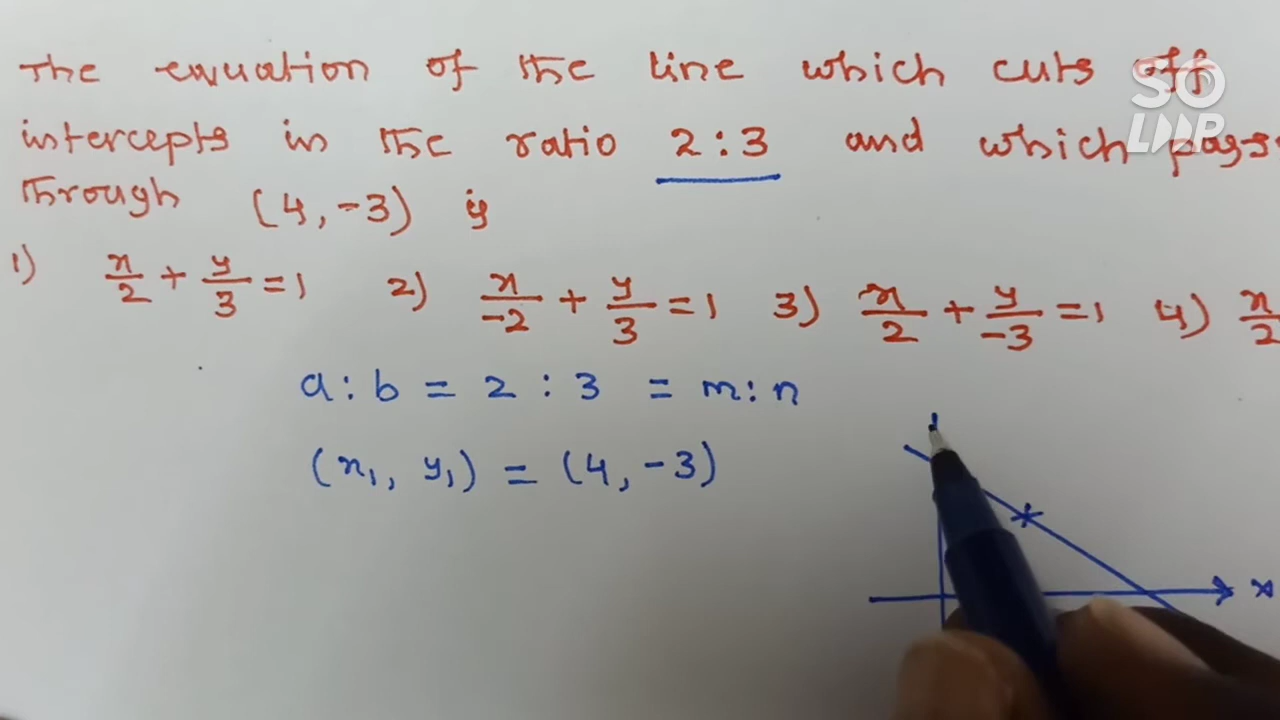 The equation of the line which cuts off
intercepts in the ratio 2 : 3 and which pass
through (4, -3) is
1) x/2 + y/3 = 1 2) x/-2 + y/3 = 1 3) x/2 + y/-3 = 1 4) x/2
a : b = 2 : 3 = m : n
(x₁, y₁) = (4, -3)
x
SO
LMP